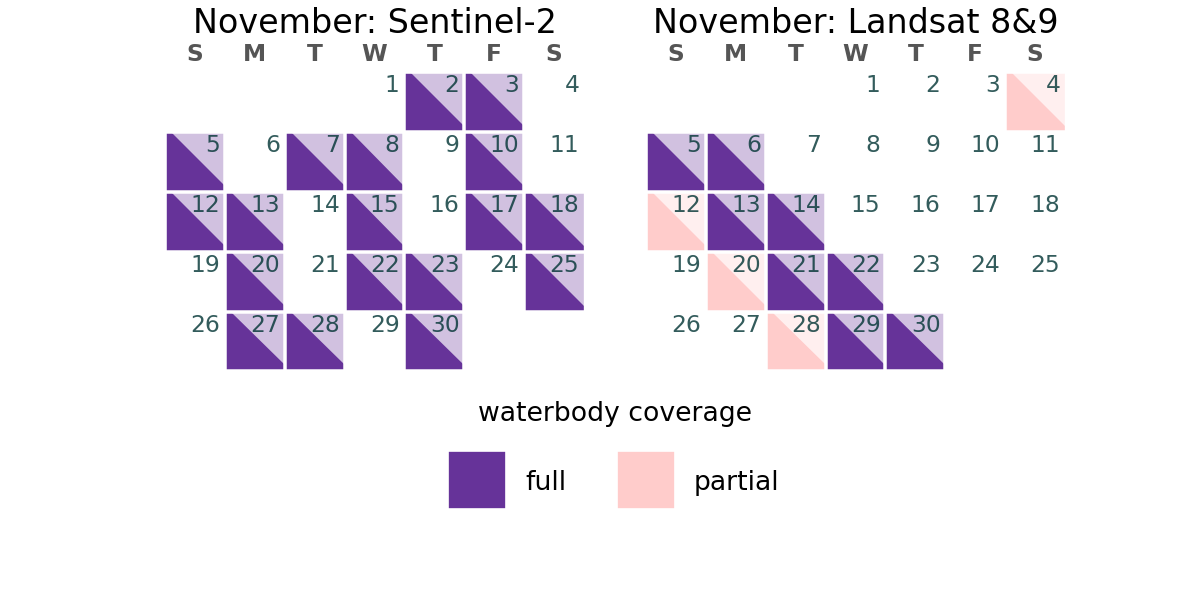 November: Sentinel-2
S M T W T F S
1 2 3 4
5 6 7 8 9 10 11
12 13 14 15 16 17 18
19 20 21 22 23 24 25
26 27 28 29 30
November: Landsat 8&9
S M T W T F S
1 2 3 4
5 6 7 8 9 10 11
12 13 14 15 16 17 18
19 20 21 22 23 24 25
26 27 28 29 30
waterbody coverage
full partial